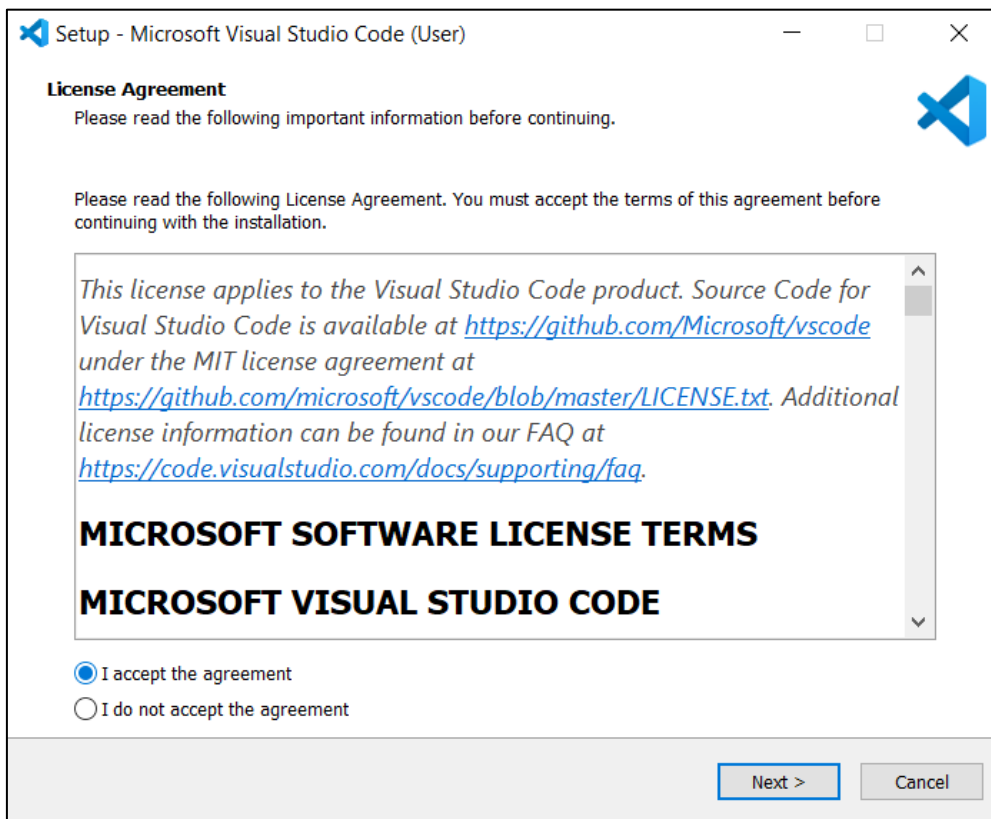 Setup - Microsoft Visual Studio Code (User)
License Agreement
Please read the following important information before continuing.
Please read the following License Agreement. You must accept the terms of this agreement before
continuing with the installation.
This license applies to the Visual Studio Code product. Source Code for
Visual Studio Code is available at https://github.com/Microsoft/vscode
under the MIT license agreement at
https://github.com/microsoft/vscode/blob/master/LICENSE.txt. Additional
license information can be found in our FAQ at
https://code.visualstudio.com/docs/supporting/faq.
MICROSOFT SOFTWARE LICENSE TERMS
MICROSOFT VISUAL STUDIO CODE
I accept the agreement
I do not accept the agreement
Next >
Cancel